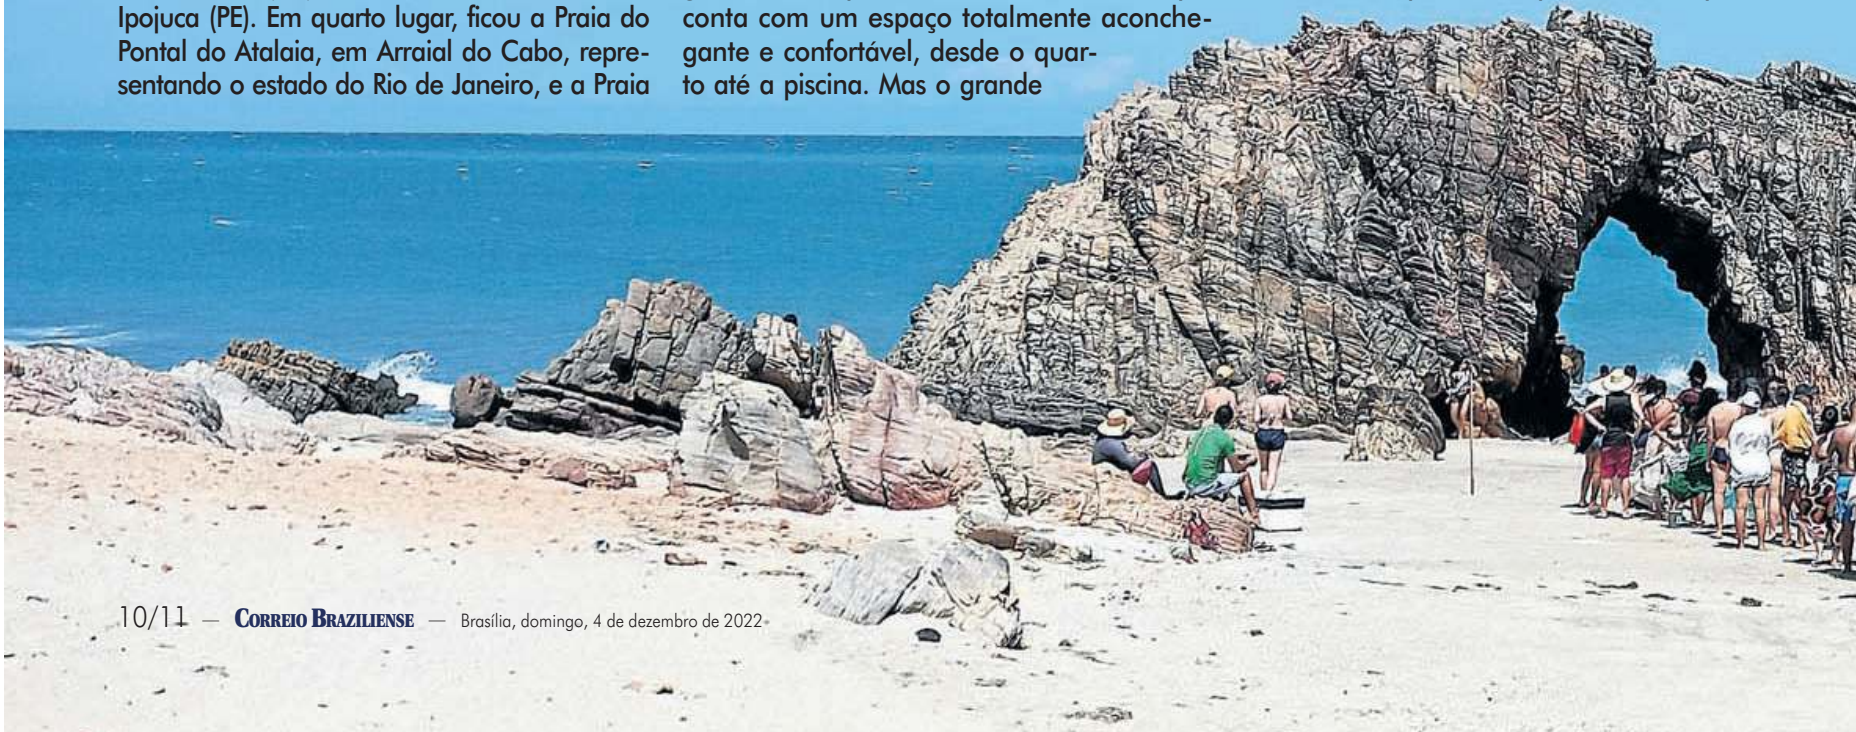 Ipojuca (PE). Em quarto lugar, ficou a Praia do
Pontal do Atalaia, em Arraial do Cabo, repre-
sentando o estado do Rio de Janeiro, e a Praia
conta com um espaço totalmente aconche-
gante e confortável, desde o quar-
to até a piscina. Mas o grande
10/11 — CORREIO BRAZILIENSE — Brasília, domingo, 4 de dezembro de 2022